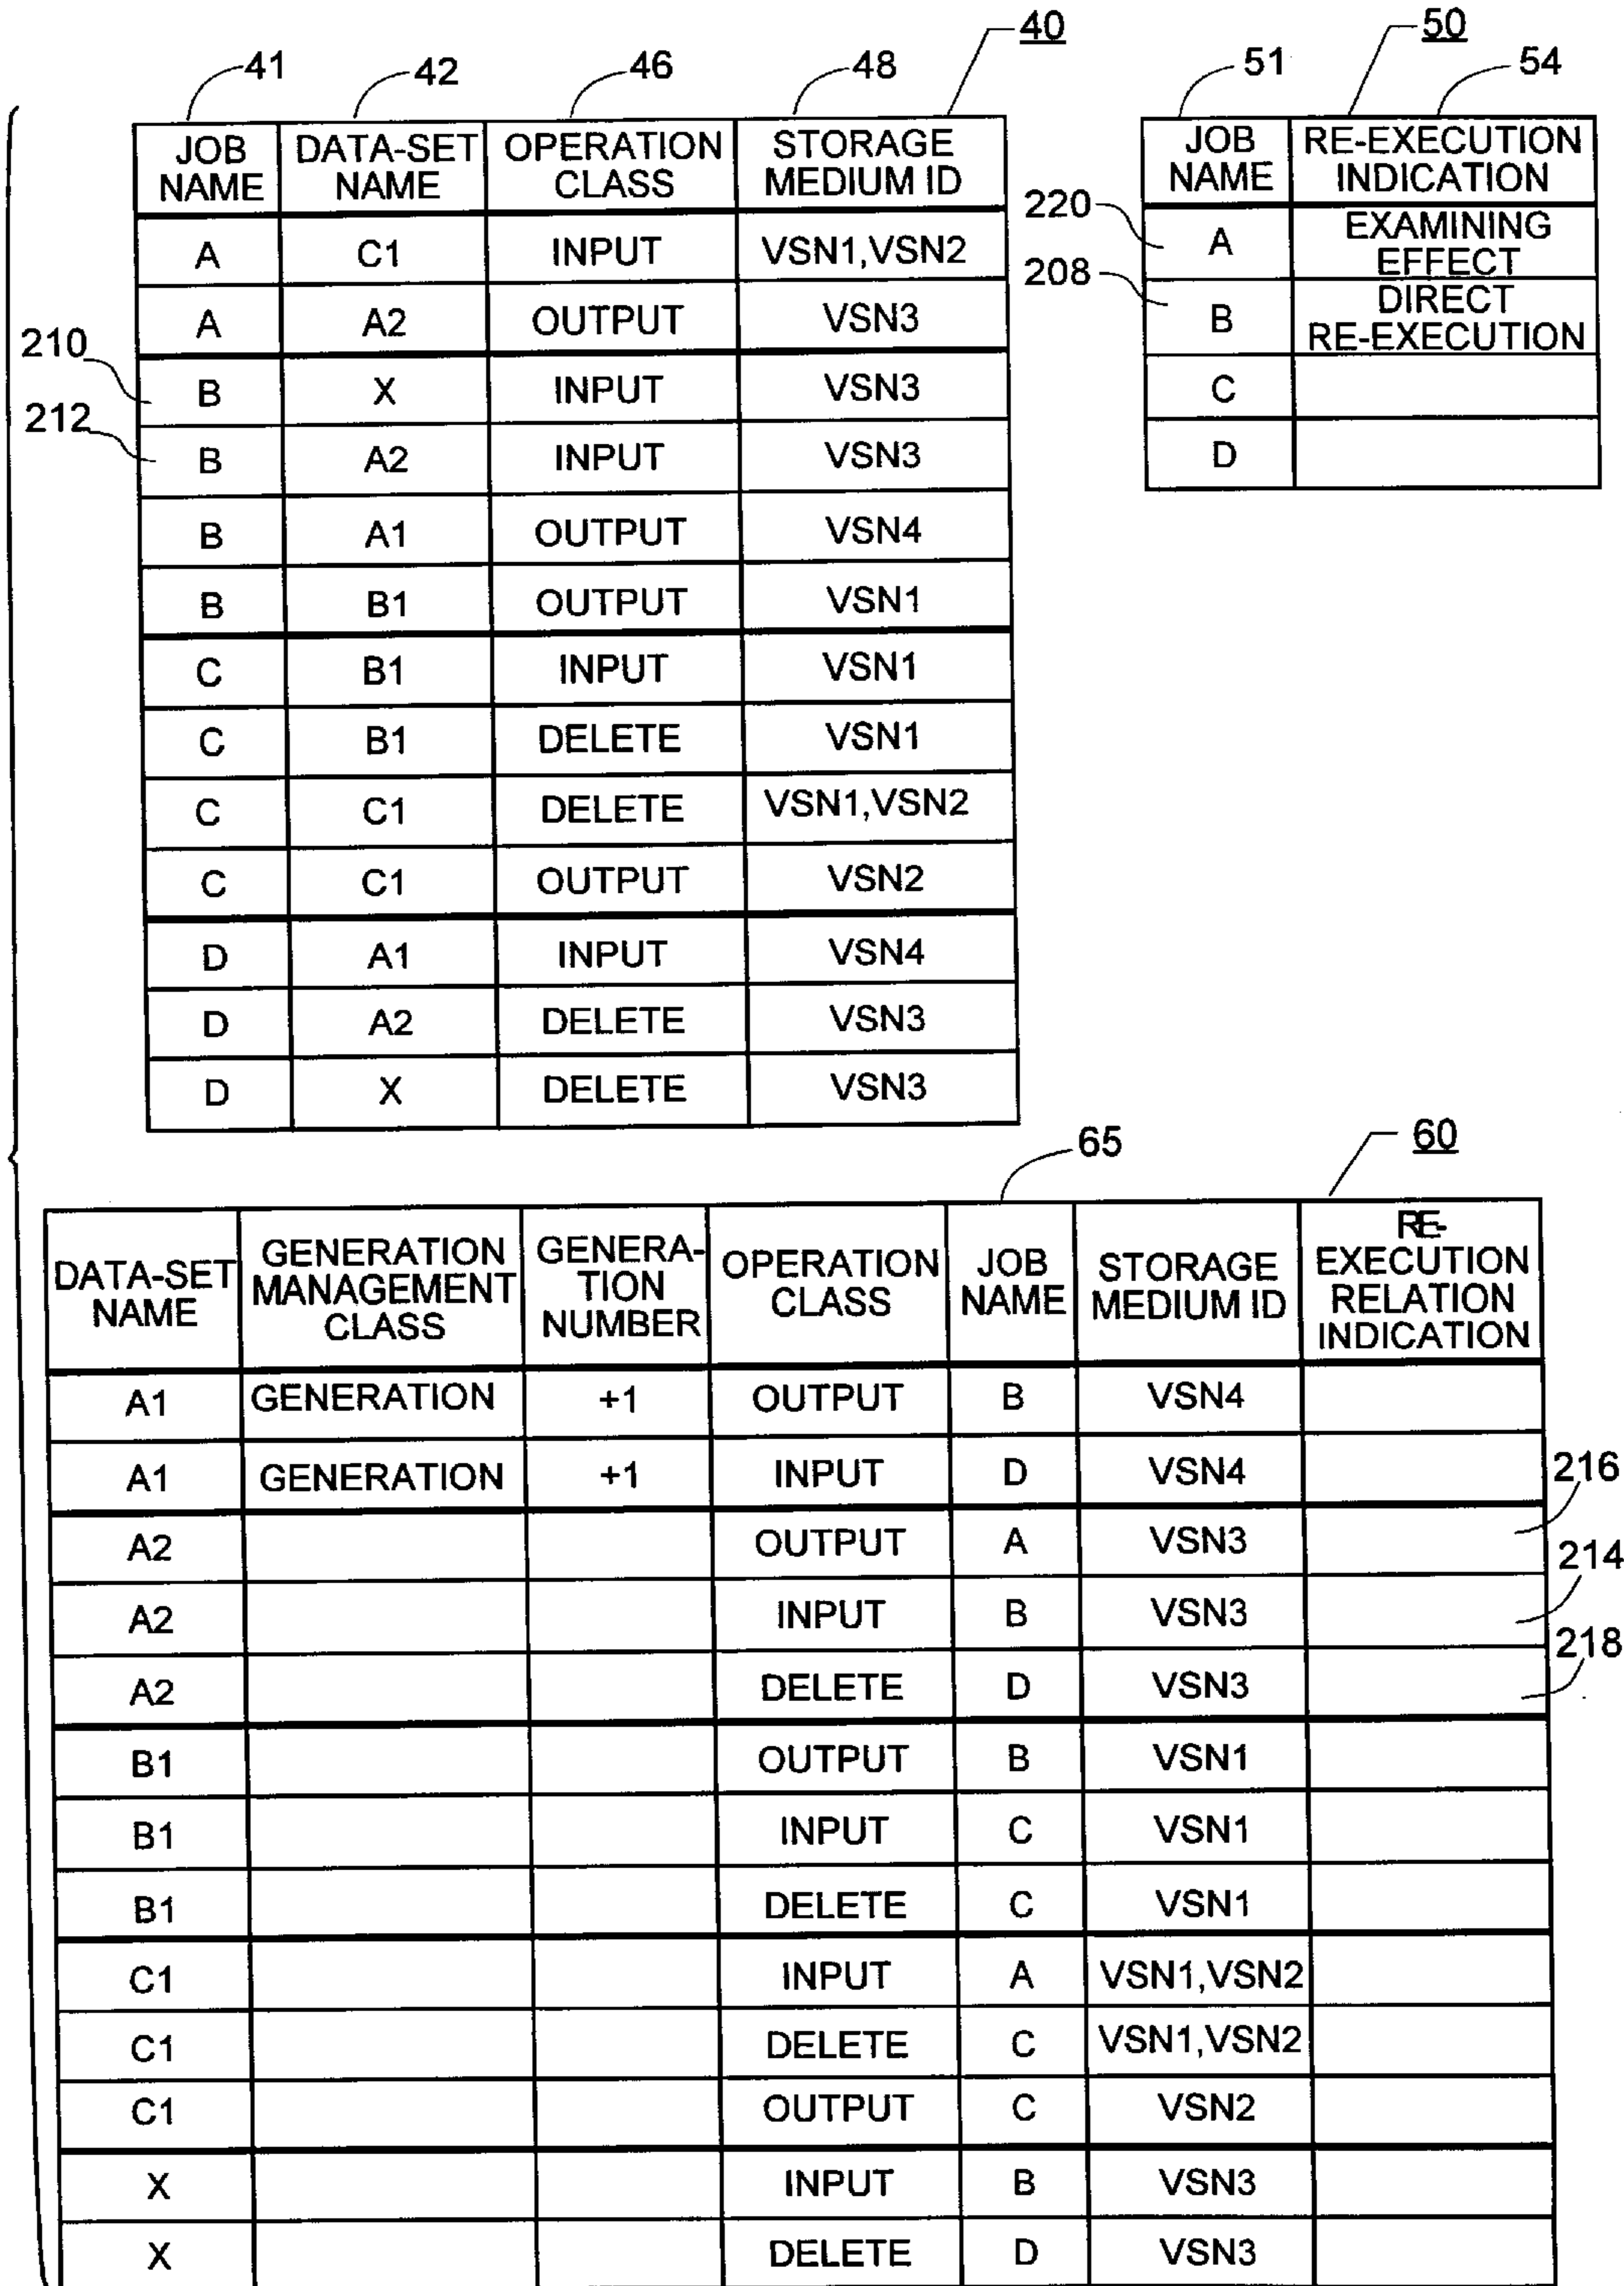 40
41 42 46 48
JOB NAME DATA-SET NAME OPERATION CLASS STORAGE MEDIUM ID
A C1 INPUT VSN1,VSN2
A A2 OUTPUT VSN3
210 B X INPUT VSN3
212 B A2 INPUT VSN3
B A1 OUTPUT VSN4
B B1 OUTPUT VSN1
C B1 INPUT VSN1
C B1 DELETE VSN1
C C1 DELETE VSN1,VSN2
C C1 OUTPUT VSN2
D A1 INPUT VSN4
D A2 DELETE VSN3
D X DELETE VSN3
50
51 54
JOB NAME RE-EXECUTION INDICATION
220 A EXAMINING EFFECT
208 B DIRECT RE-EXECUTION
C
D
65 60
DATA-SET NAME GENERATION MANAGEMENT CLASS GENERA-TION NUMBER OPERATION CLASS JOB NAME STORAGE MEDIUM ID RE-EXECUTION RELATION INDICATION
A1 GENERATION +1 OUTPUT B VSN4
A1 GENERATION +1 INPUT D VSN4
A2 OUTPUT A VSN3 216
A2 INPUT B VSN3 214
A2 DELETE D VSN3 218
B1 OUTPUT B VSN1
B1 INPUT C VSN1
B1 DELETE C VSN1
C1 INPUT A VSN1,VSN2
C1 DELETE C VSN1,VSN2
C1 OUTPUT C VSN2
X INPUT B VSN3
X DELETE D VSN3